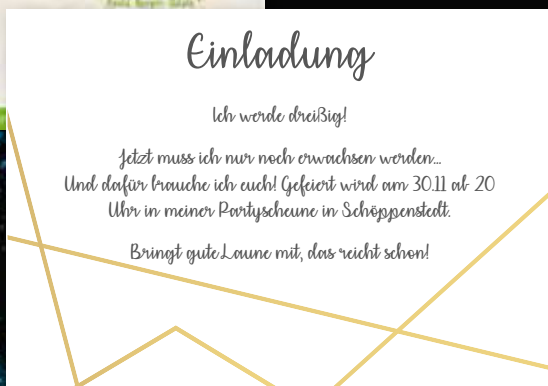 Einladung
Ich werde dreißig!
Jetzt muss ich nur noch erwachsen werden...
Und dafür brauche ich euch! Gefeiert wird am 30.11 ab 20
Uhr in meiner Partyscheune in Schöppenstedt.
Bringt gute Laune mit, das reicht schon!